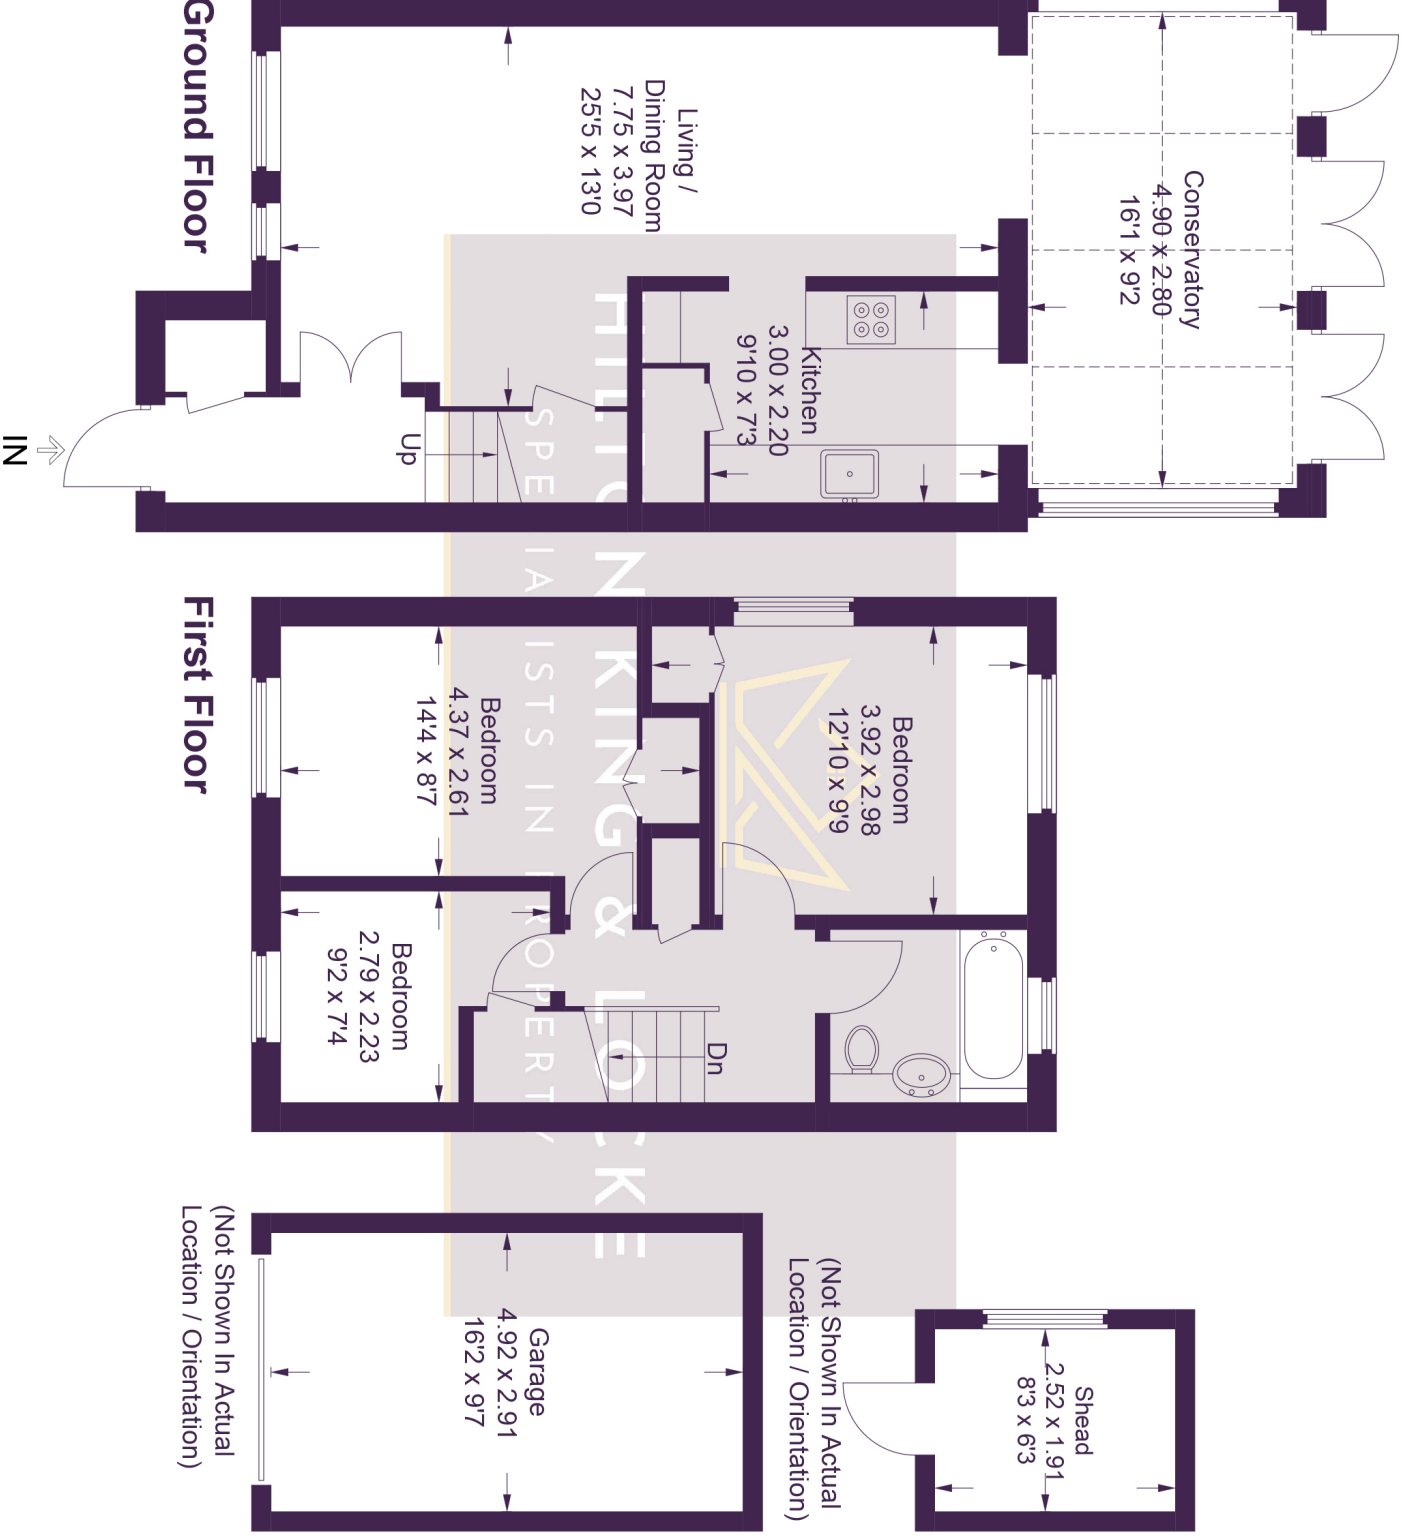 Conservatory
4.90 x 2.80
16'1 x 9'2
Living /
Dining Room
7.75 x 3.97
25'5 x 13'0
Kitchen
3.00 x 2.20
9'10 x 7'3
Up
IN
Ground Floor
Bedroom
3.92 x 2.98
12'10 x 9'9
Bedroom
4.37 x 2.61
14'4 x 8'7
Bedroom
2.79 x 2.23
9'2 x 7'4
Dn
First Floor
Shead
2.52 x 1.91
8'3 x 6'3
(Not Shown In Actual
Location / Orientation)
Garage
4.92 x 2.91
16'2 x 9'7
(Not Shown In Actual
Location / Orientation)
HILTON KING & LOCKE
SPECIALISTS IN PROPERTY